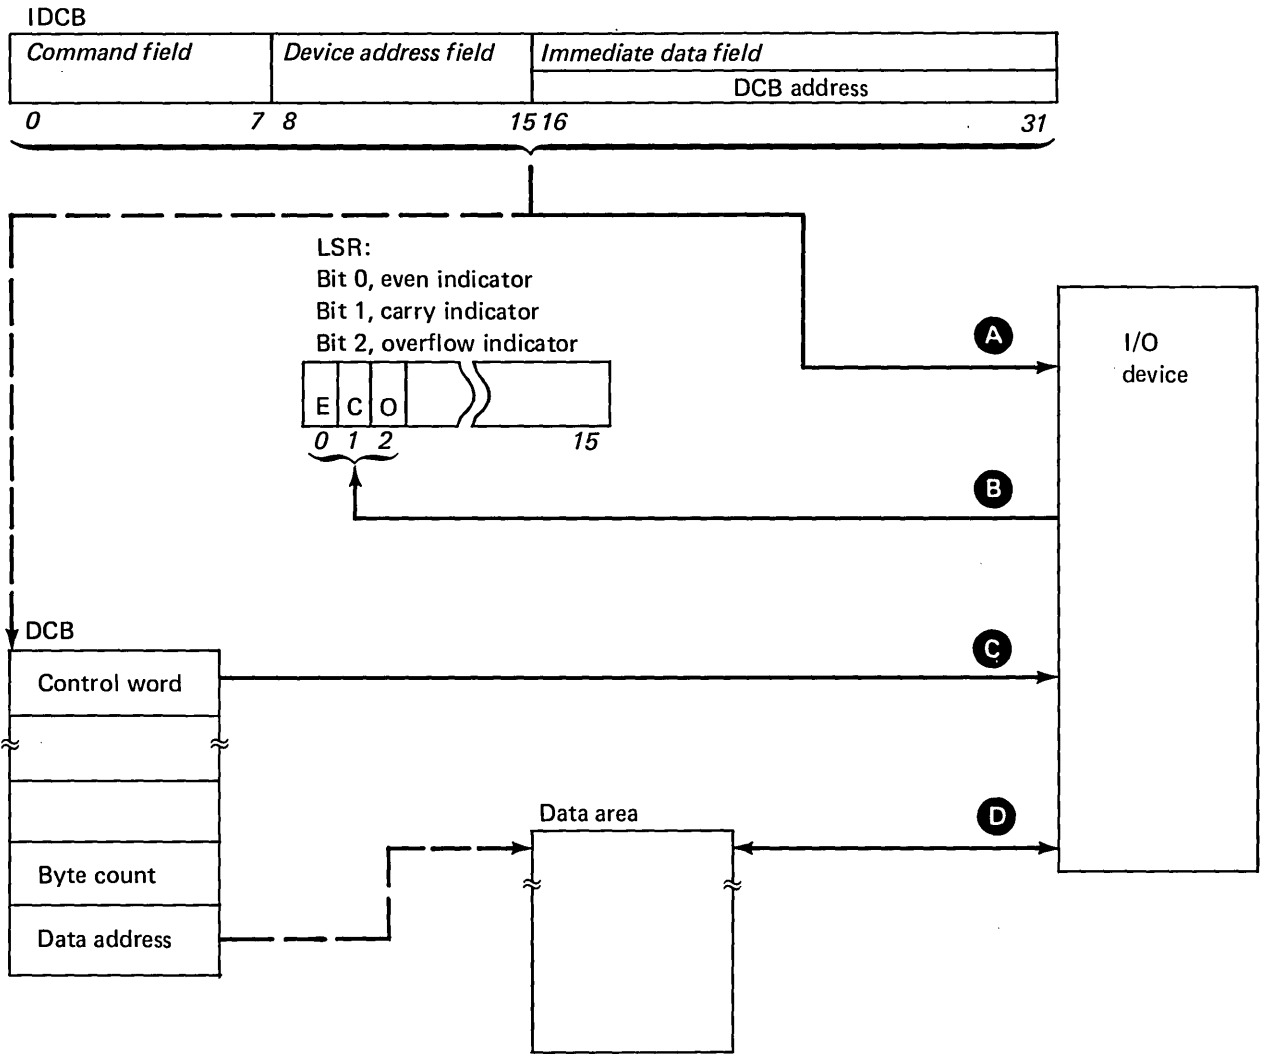 IDCB
Command field Device address field Immediate data field
DCB address
0 7 8 15 16 31
LSR:
Bit 0, even indicator
Bit 1, carry indicator
Bit 2, overflow indicator
E C O
0 1 2 15
A
I/O
device
B
DCB
C
Control word
Data area
D
Byte count
Data address